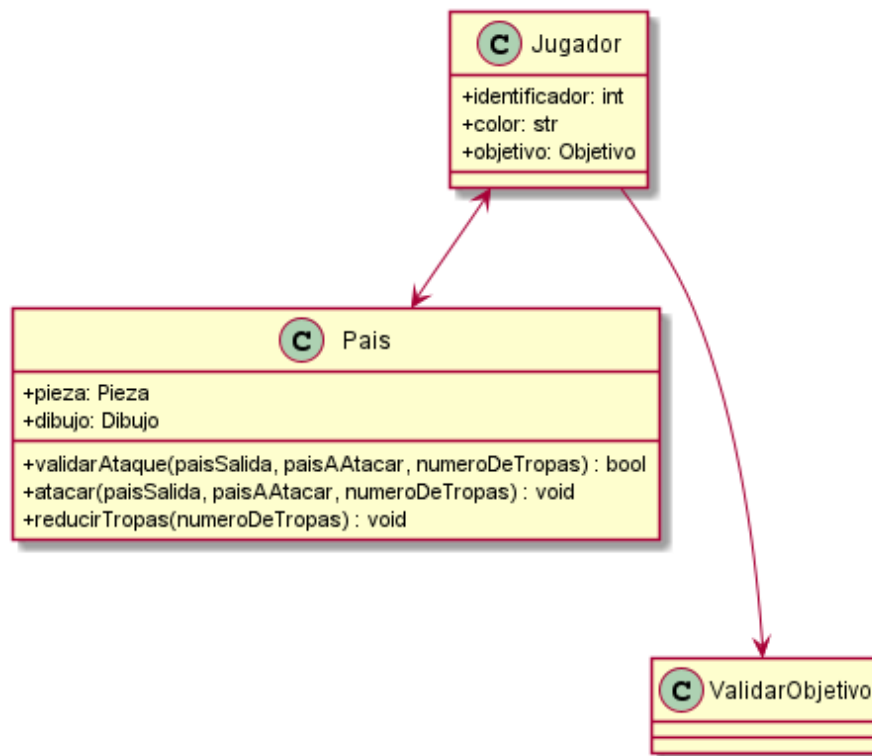 C Jugador
+identificador: int
+color: str
+objetivo: Objetivo
C Pais
+pieza: Pieza
+dibujo: Dibujo
+validarAtaque(paisSalida, paisAAtacar, numeroDeTropas) : bool
+atacar(paisSalida, paisAAtacar, numeroDeTropas) : void
+reducirTropas(numeroDeTropas) : void
C ValidarObjetivo